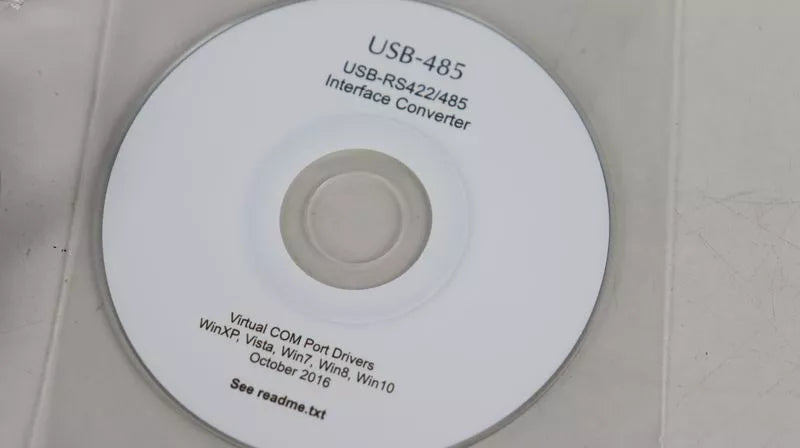 USB-485
USB-RS422/485
Interface Converter
Virtual COM Port Drivers
WinXP, Vista, Win7, Win8, Win10
October 2016
See readme.txt